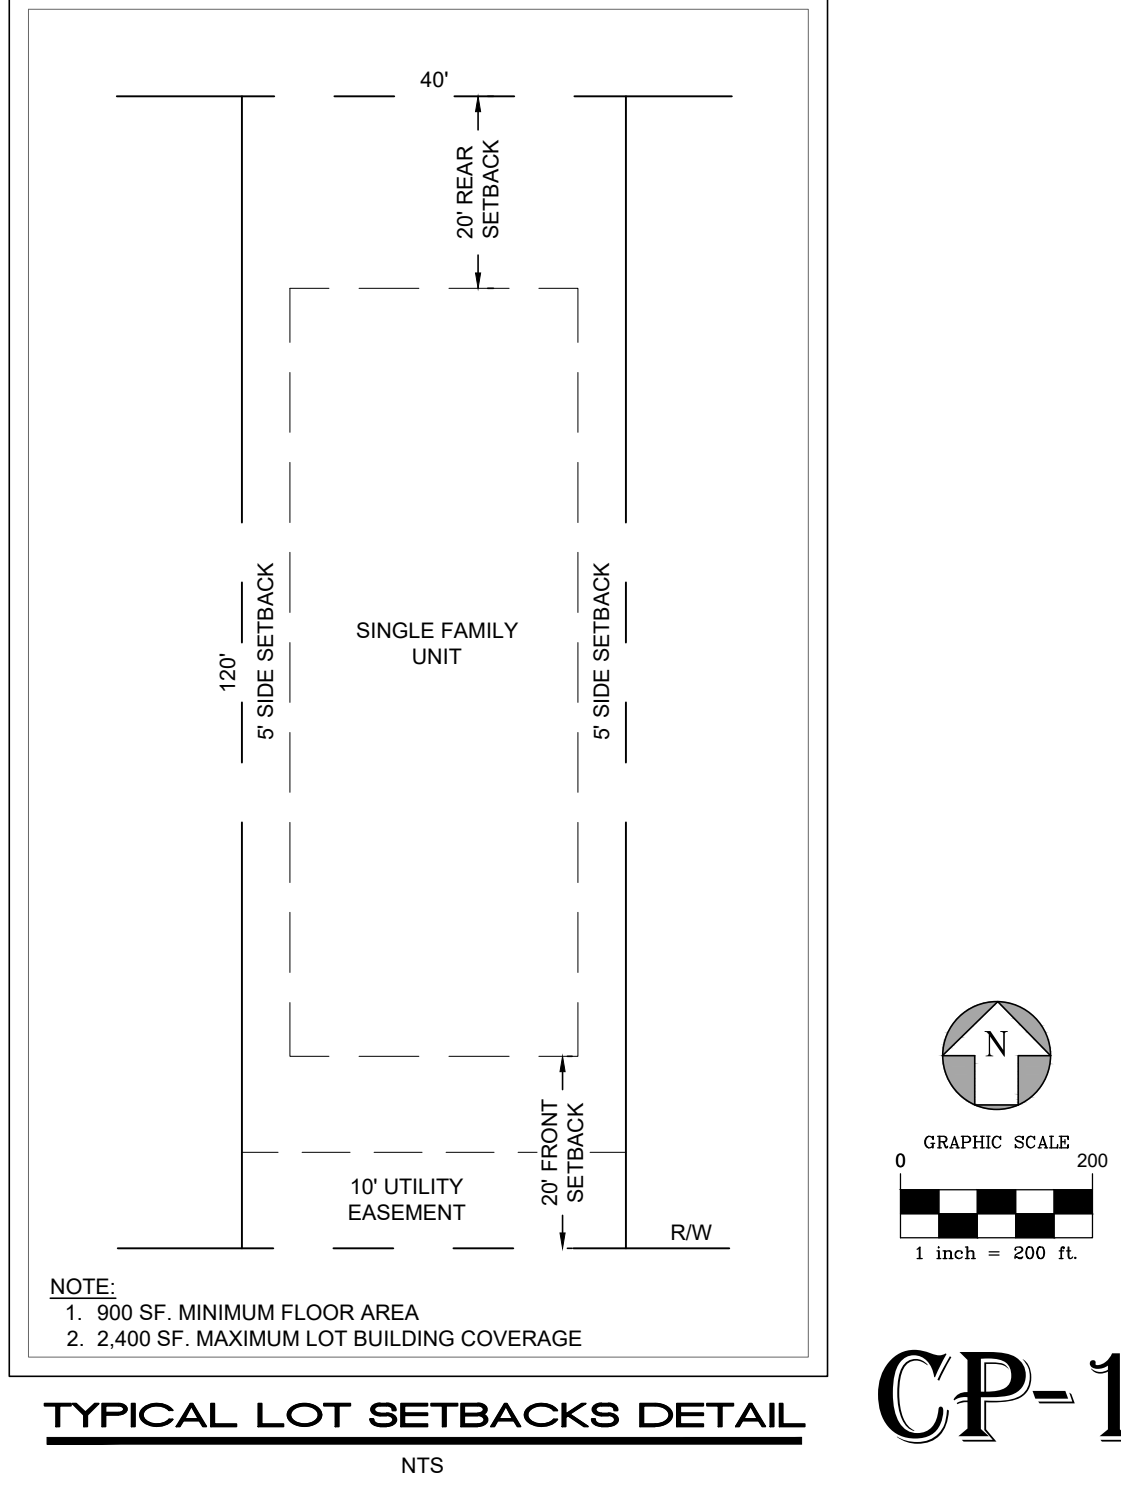 40'
20' REAR
SETBACK
120'
5' SIDE SETBACK
SINGLE FAMILY
UNIT
5' SIDE SETBACK
20' FRONT
SETBACK
10' UTILITY
EASEMENT
R/W
NOTE:
1. 900 SF. MINIMUM FLOOR AREA
2. 2,400 SF. MAXIMUM LOT BUILDING COVERAGE
TYPICAL LOT SETBACKS DETAIL
NTS
N
GRAPHIC SCALE
0 200
1 inch = 200 ft.
CP-1